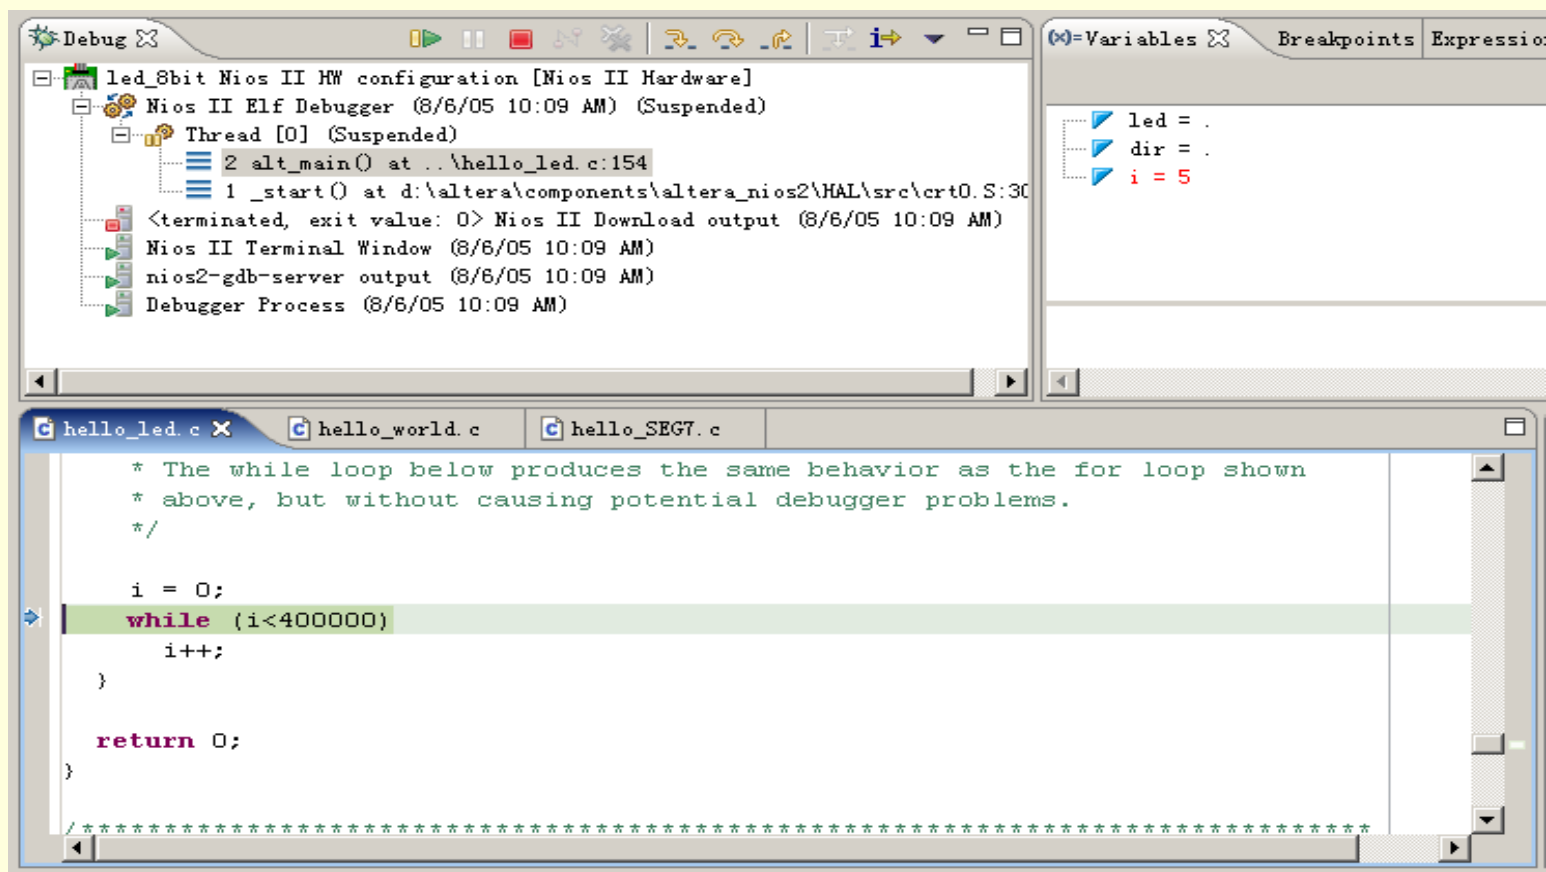 Debug
led_8bit Nios II HW configuration [Nios II Hardware]
Nios II Elf Debugger (8/6/05 10:09 AM) (Suspended)
Thread [0] (Suspended)
2 alt_main() at ..\hello_led.c:154
1 _start() at d:\altera\components\altera_nios2\HAL\src\crt0.S:30
<terminated, exit value: 0> Nios II Download output (8/6/05 10:09 AM)
Nios II Terminal Window (8/6/05 10:09 AM)
nios2-gdb-server output (8/6/05 10:09 AM)
Debugger Process (8/6/05 10:09 AM)
(x)=Variables Breakpoints Expressio
led = .
dir = .
i = 5
hello_led.c hello_world.c hello_SEG7.c
* The while loop below produces the same behavior as the for loop shown
* above, but without causing potential debugger problems.
*/
i = 0;
while (i<400000)
i++;
}
return 0;
}
/******************************************************************************